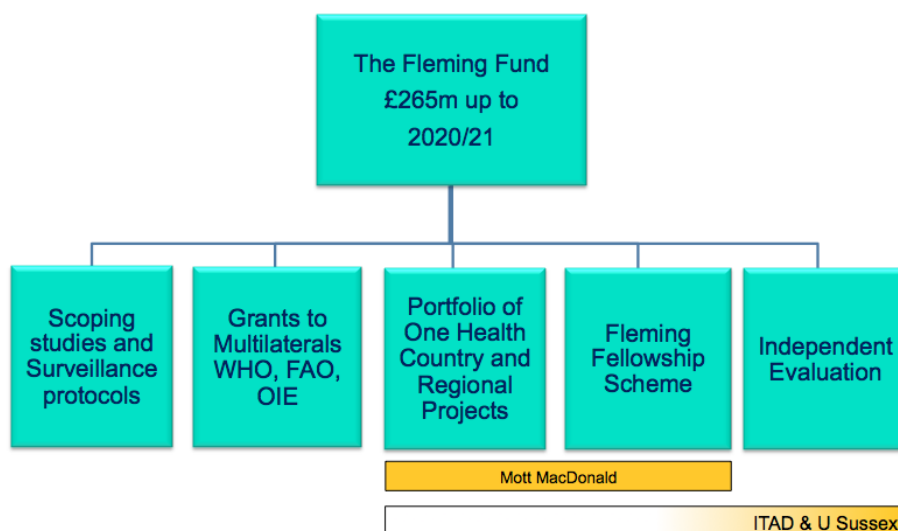 The Fleming Fund
£265m up to
2020/21
Scoping
studies and
Surveillance
protocols
Grants to
Multilaterals
WHO, FAO,
OIE
Portfolio of
One Health
Country and
Regional
Projects
Fleming
Fellowship
Scheme
Independent
Evaluation
Mott MacDonald
ITAD & U Sussex